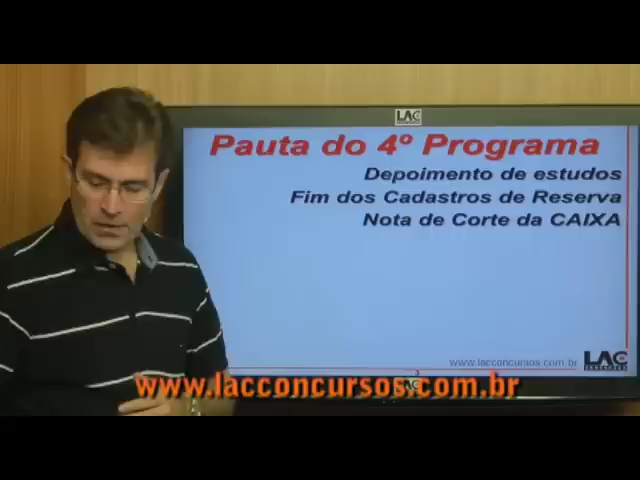 LAC
Pauta do 4º Programa
Depoimento de estudos
Fim dos Cadastros de Reserva
Nota de Corte da CAIXA
www.lacconcursos.com.br
LAC
CONCURSOS
www.lacconcursos.com.br